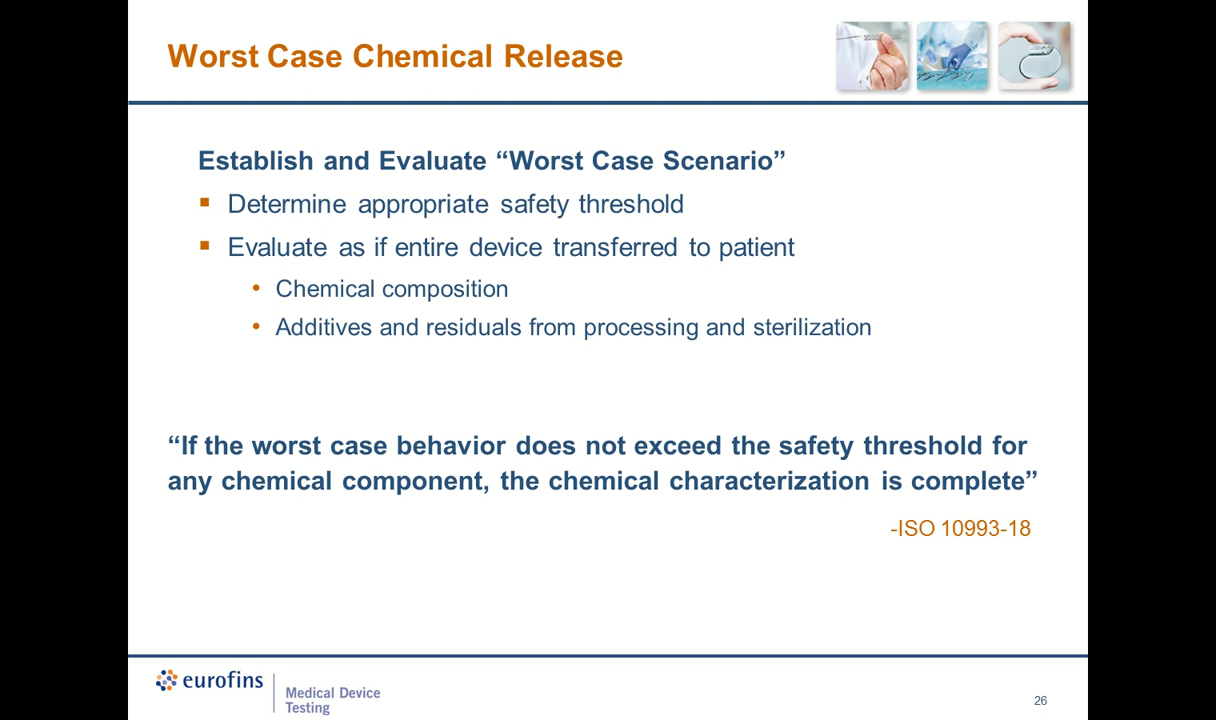 Worst Case Chemical Release
Establish and Evaluate “Worst Case Scenario”
▪ Determine appropriate safety threshold
▪ Evaluate as if entire device transferred to patient
• Chemical composition
• Additives and residuals from processing and sterilization
“If the worst case behavior does not exceed the safety threshold for
any chemical component, the chemical characterization is complete”
-ISO 10993-18
eurofins
Medical Device
Testing
26